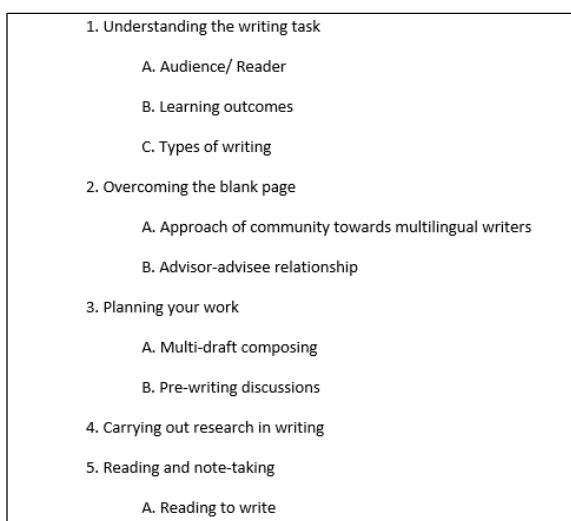 1. Understanding the writing task
A. Audience/ Reader
B. Learning outcomes
C. Types of writing
2. Overcoming the blank page
A. Approach of community towards multilingual writers
B. Advisor-advisee relationship
3. Planning your work
A. Multi-draft composing
B. Pre-writing discussions
4. Carrying out research in writing
5. Reading and note-taking
A. Reading to write